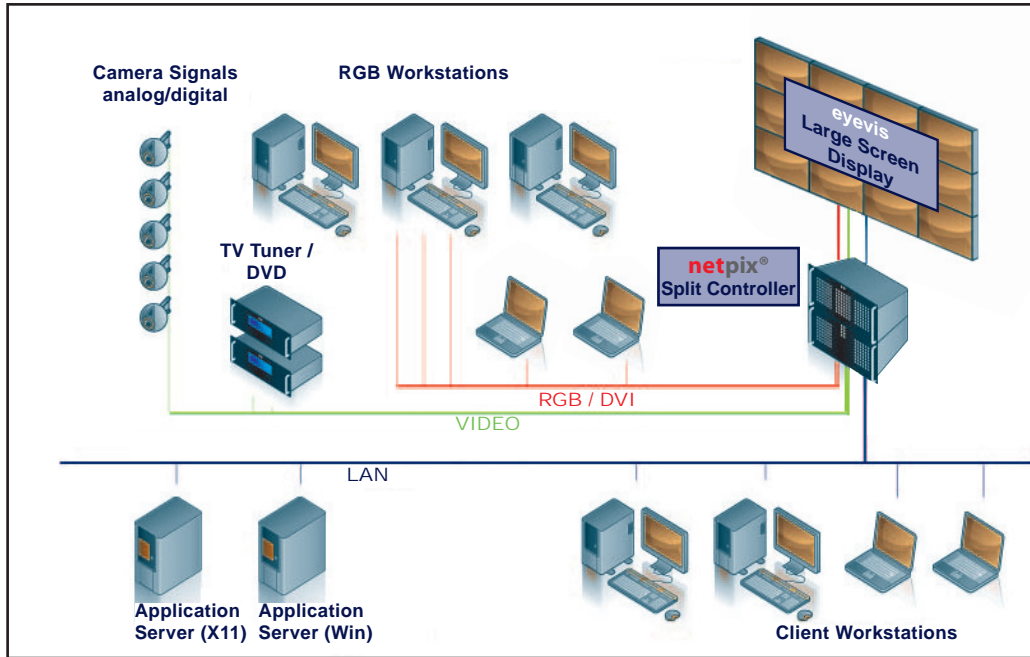 Camera Signals
analog/digital
RGB Workstations
eyevis
Large Screen
Display
TV Tuner /
DVD
netpix®
Split Controller
RGB / DVI
VIDEO
LAN
Application
Server (X11)
Application
Server (Win)
Client Workstations